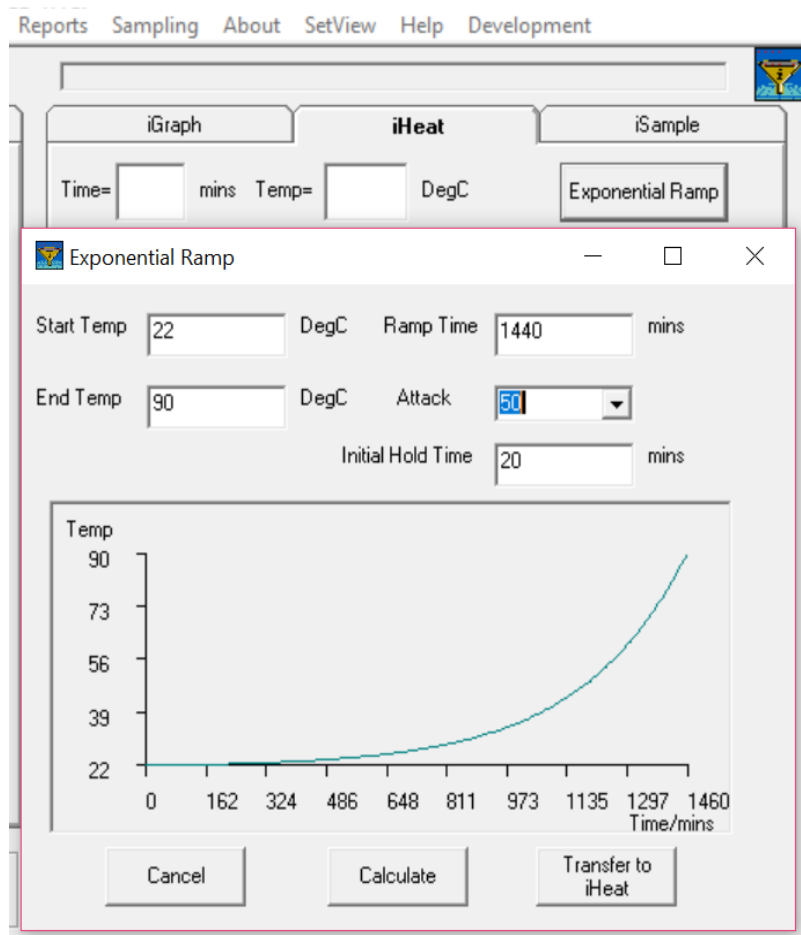 Reports Sampling About SetView Help Development
iGraph iHeat iSample
Time= mins Temp= DegC Exponential Ramp
Exponential Ramp
Start Temp 22 DegC Ramp Time 1440 mins
End Temp 90 DegC Attack 50
Initial Hold Time 20 mins
Temp
90
73
56
39
22
0 162 324 486 648 811 973 1135 1297 1460
Time/mins
Cancel Calculate Transfer to
iHeat